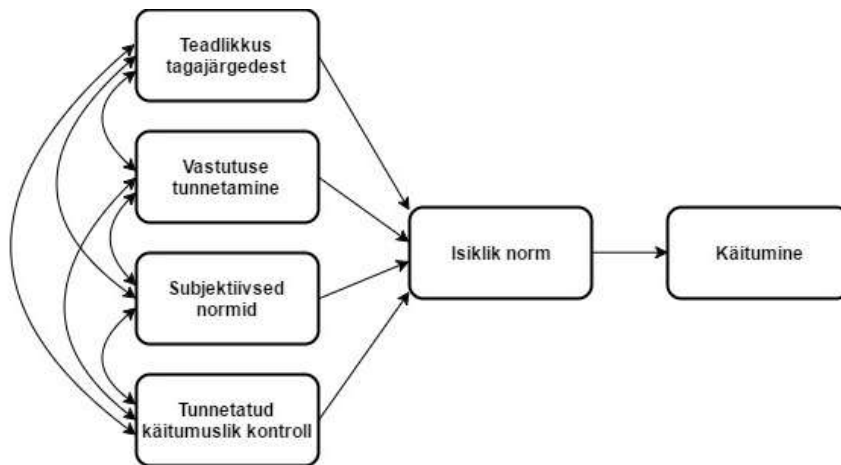 Teadlikkus
tagajärgedest
Vastutuse
tunnetamine
Subjektiivsed
normid
Tunnetatud
käitumuslik kontroll
Isiklik norm
Käitumine